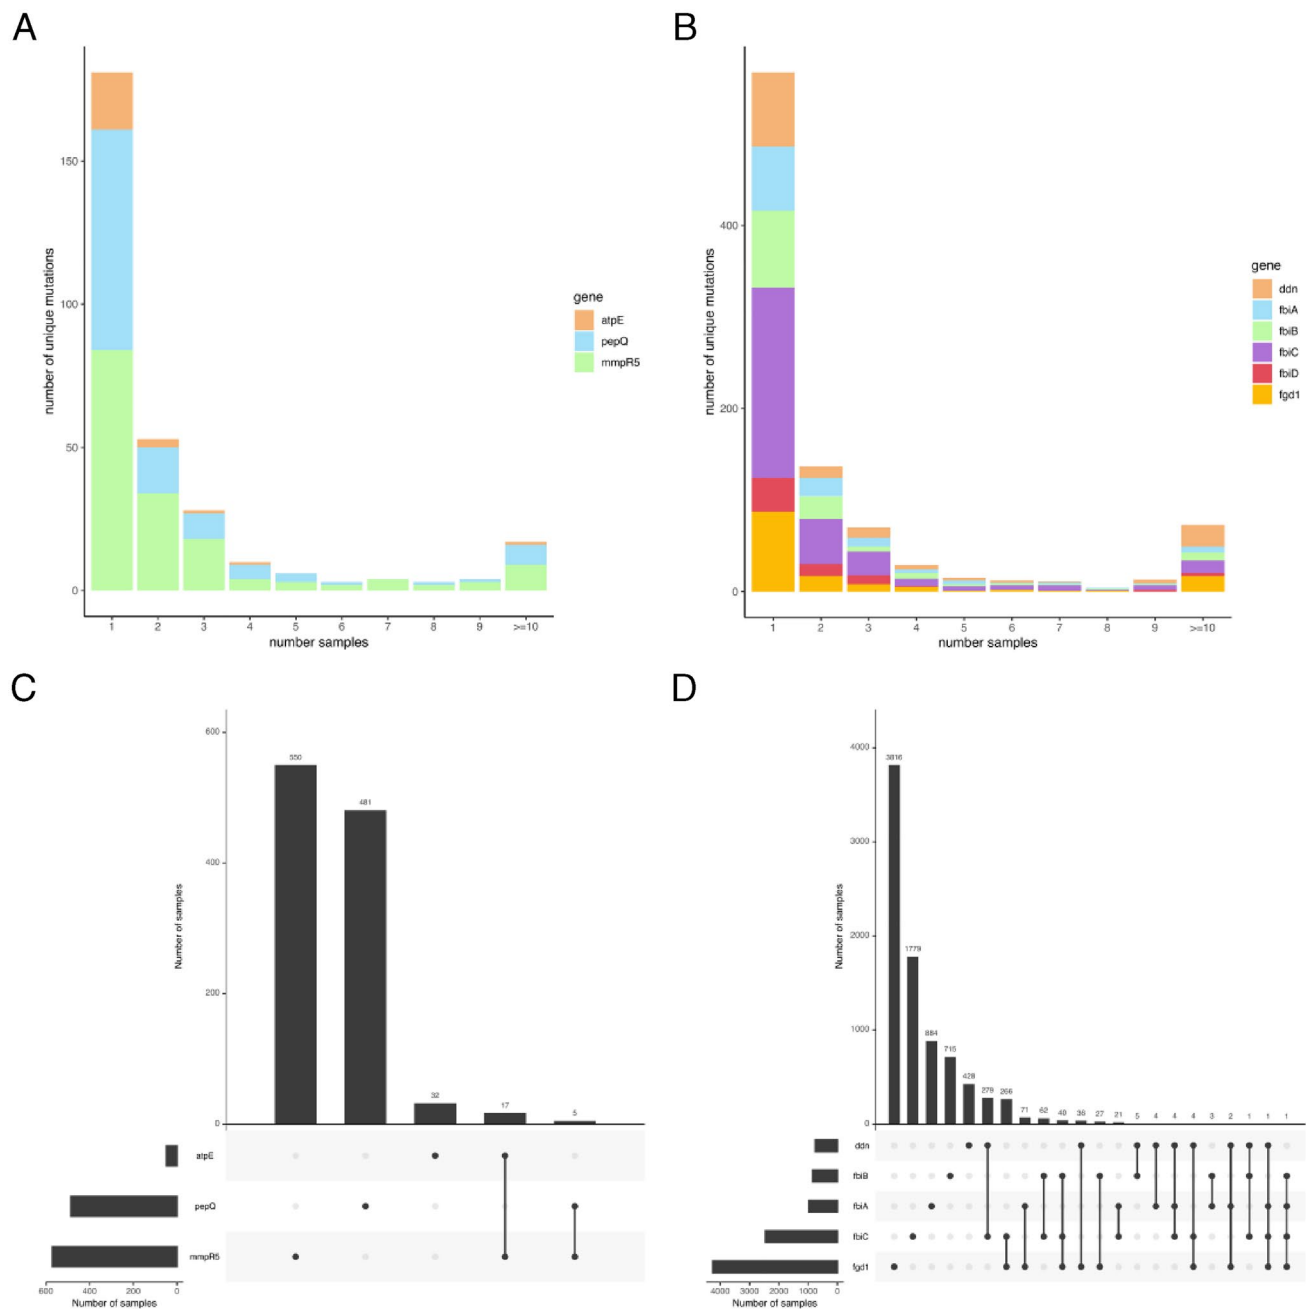 A
B
150
100
50
0
number of unique mutations
1 2 3 4 5 6 7 8 9 >=10
number samples
gene
atpE
pepQ
mmpR5
400
200
0
number of unique mutations
1 2 3 4 5 6 7 8 9 >=10
number samples
gene
ddn
fbiA
fbiB
fbiC
fbiD
fgd1
C
D
600
400
200
0
Number of samples
550 481 32 17 5
atpE
pepQ
mmpR5
600 400 200 0
Number of samples
4000
3000
2000
1000
0
Number of samples
3816 1779 884 715 428 279 266 71 62 40 36 27 21 5 4 4 4 3 2 1 1 1
ddn
fbiB
fbiA
fbiC
fgd1
4000 3000 2000 1000 0
Number of samples